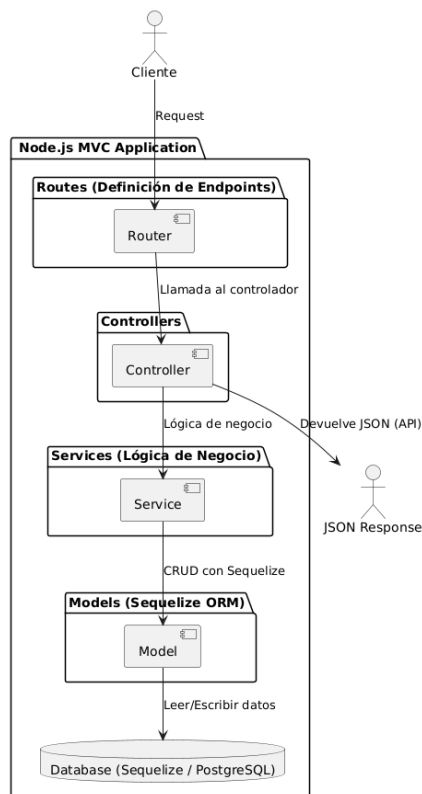 Cliente
Request
Node.js MVC Application
Routes (Definición de Endpoints)
Router
Llamada al controlador
Controllers
Controller
Lógica de negocio
Devuelve JSON (API)
Services (Lógica de Negocio)
Service
JSON Response
CRUD con Sequelize
Models (Sequelize ORM)
Model
Leer/Escribir datos
Database (Sequelize / PostgreSQL)